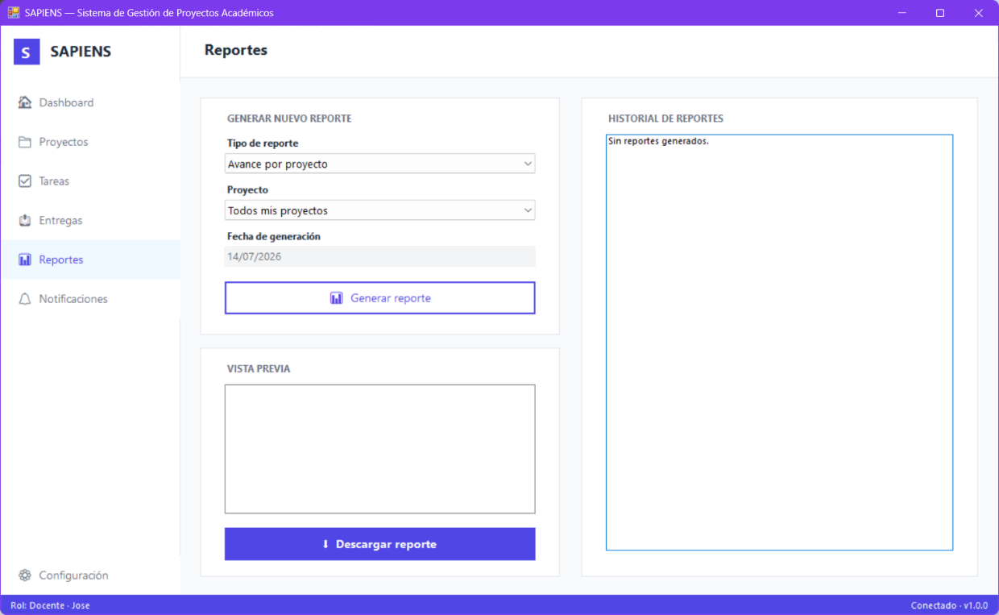 SAPIENS — Sistema de Gestión de Proyectos Académicos
S SAPIENS
Dashboard
Proyectos
Tareas
Entregas
Reportes
Notificaciones
Configuración
Reportes
GENERAR NUEVO REPORTE
Tipo de reporte
Avance por proyecto
Proyecto
Todos mis proyectos
Fecha de generación
14/07/2026
Generar reporte
VISTA PREVIA
⬇ Descargar reporte
HISTORIAL DE REPORTES
Sin reportes generados.
Rol: Docente · Jose
Conectado · v1.0.0